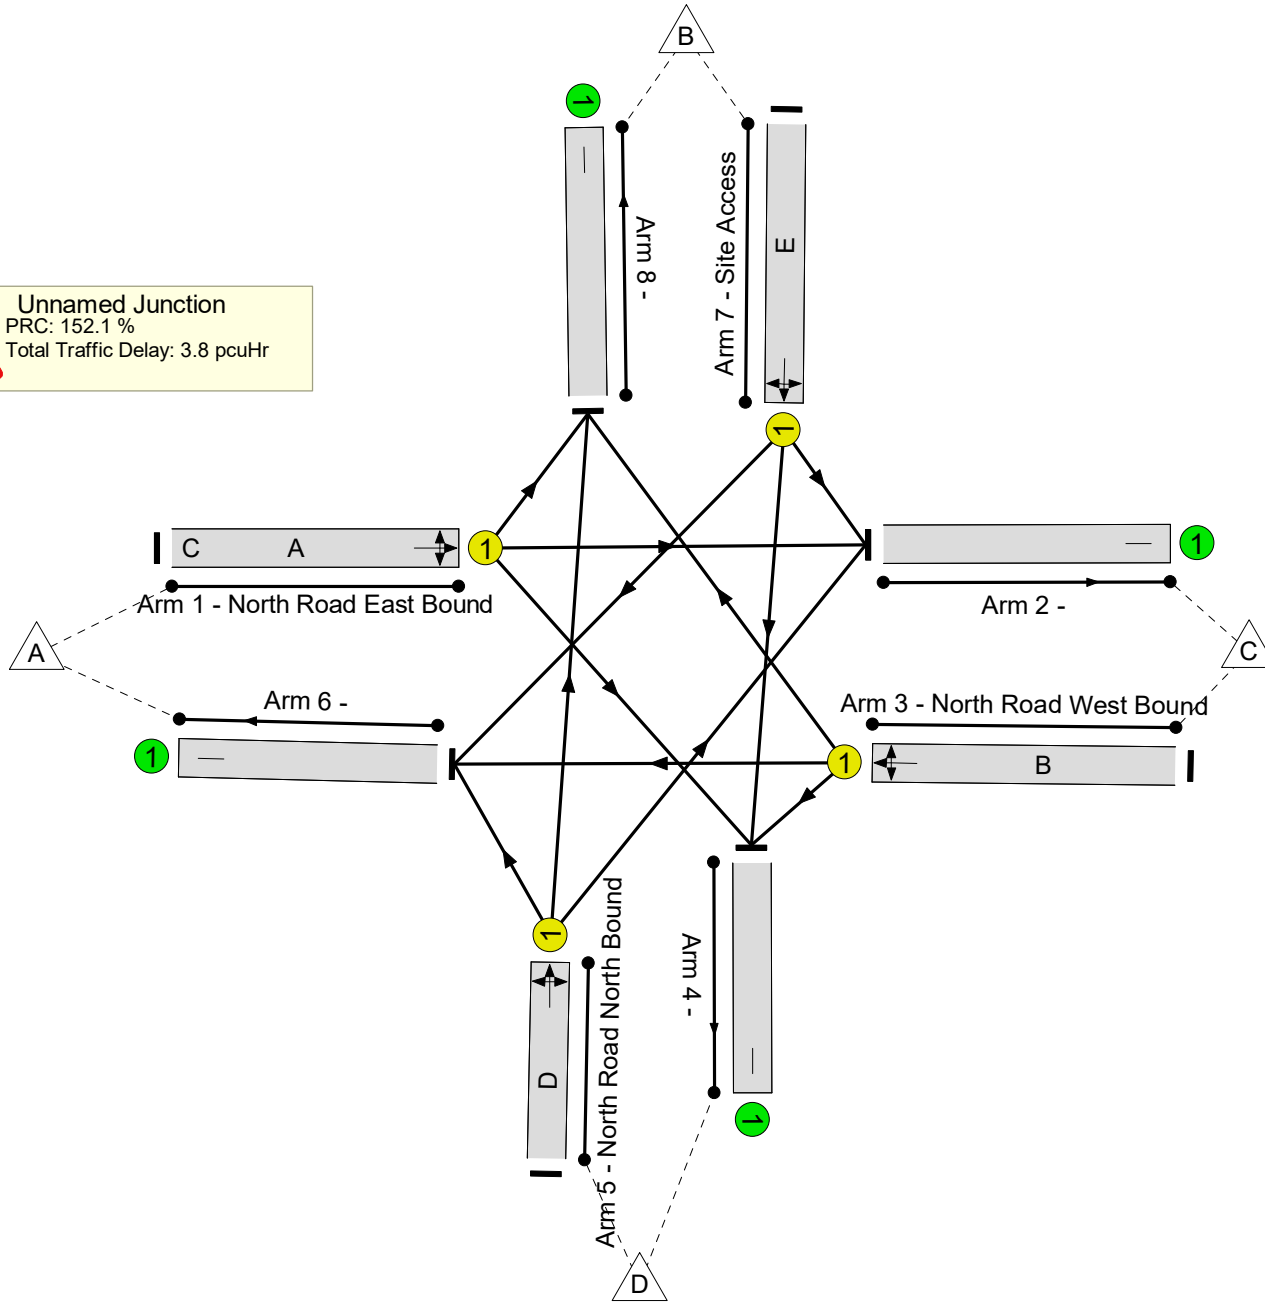 B
1
Arm 8 -
Arm 7 - Site Access
E
Unnamed Junction
PRC: 152.1 %
Total Traffic Delay: 3.8 pcuHr
1
C
A
1
1
Arm 1 - North Road East Bound
Arm 2 -
A
C
Arm 6 -
Arm 3 - North Road West Bound
1
1
B
1
Arm 5 - North Road North Bound
Arm 4 -
D
1
D